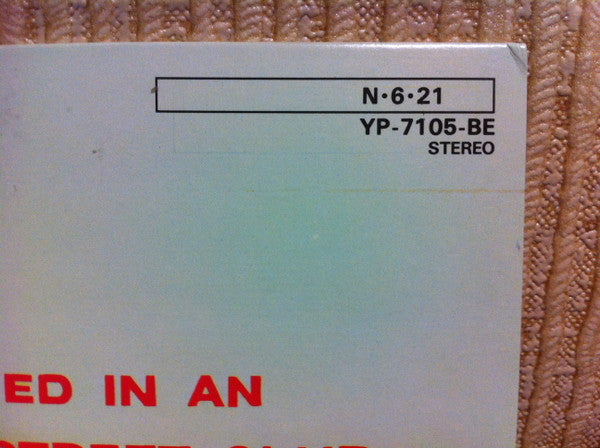 N·6·21
YP-7105-BE
STEREO
ED IN AN